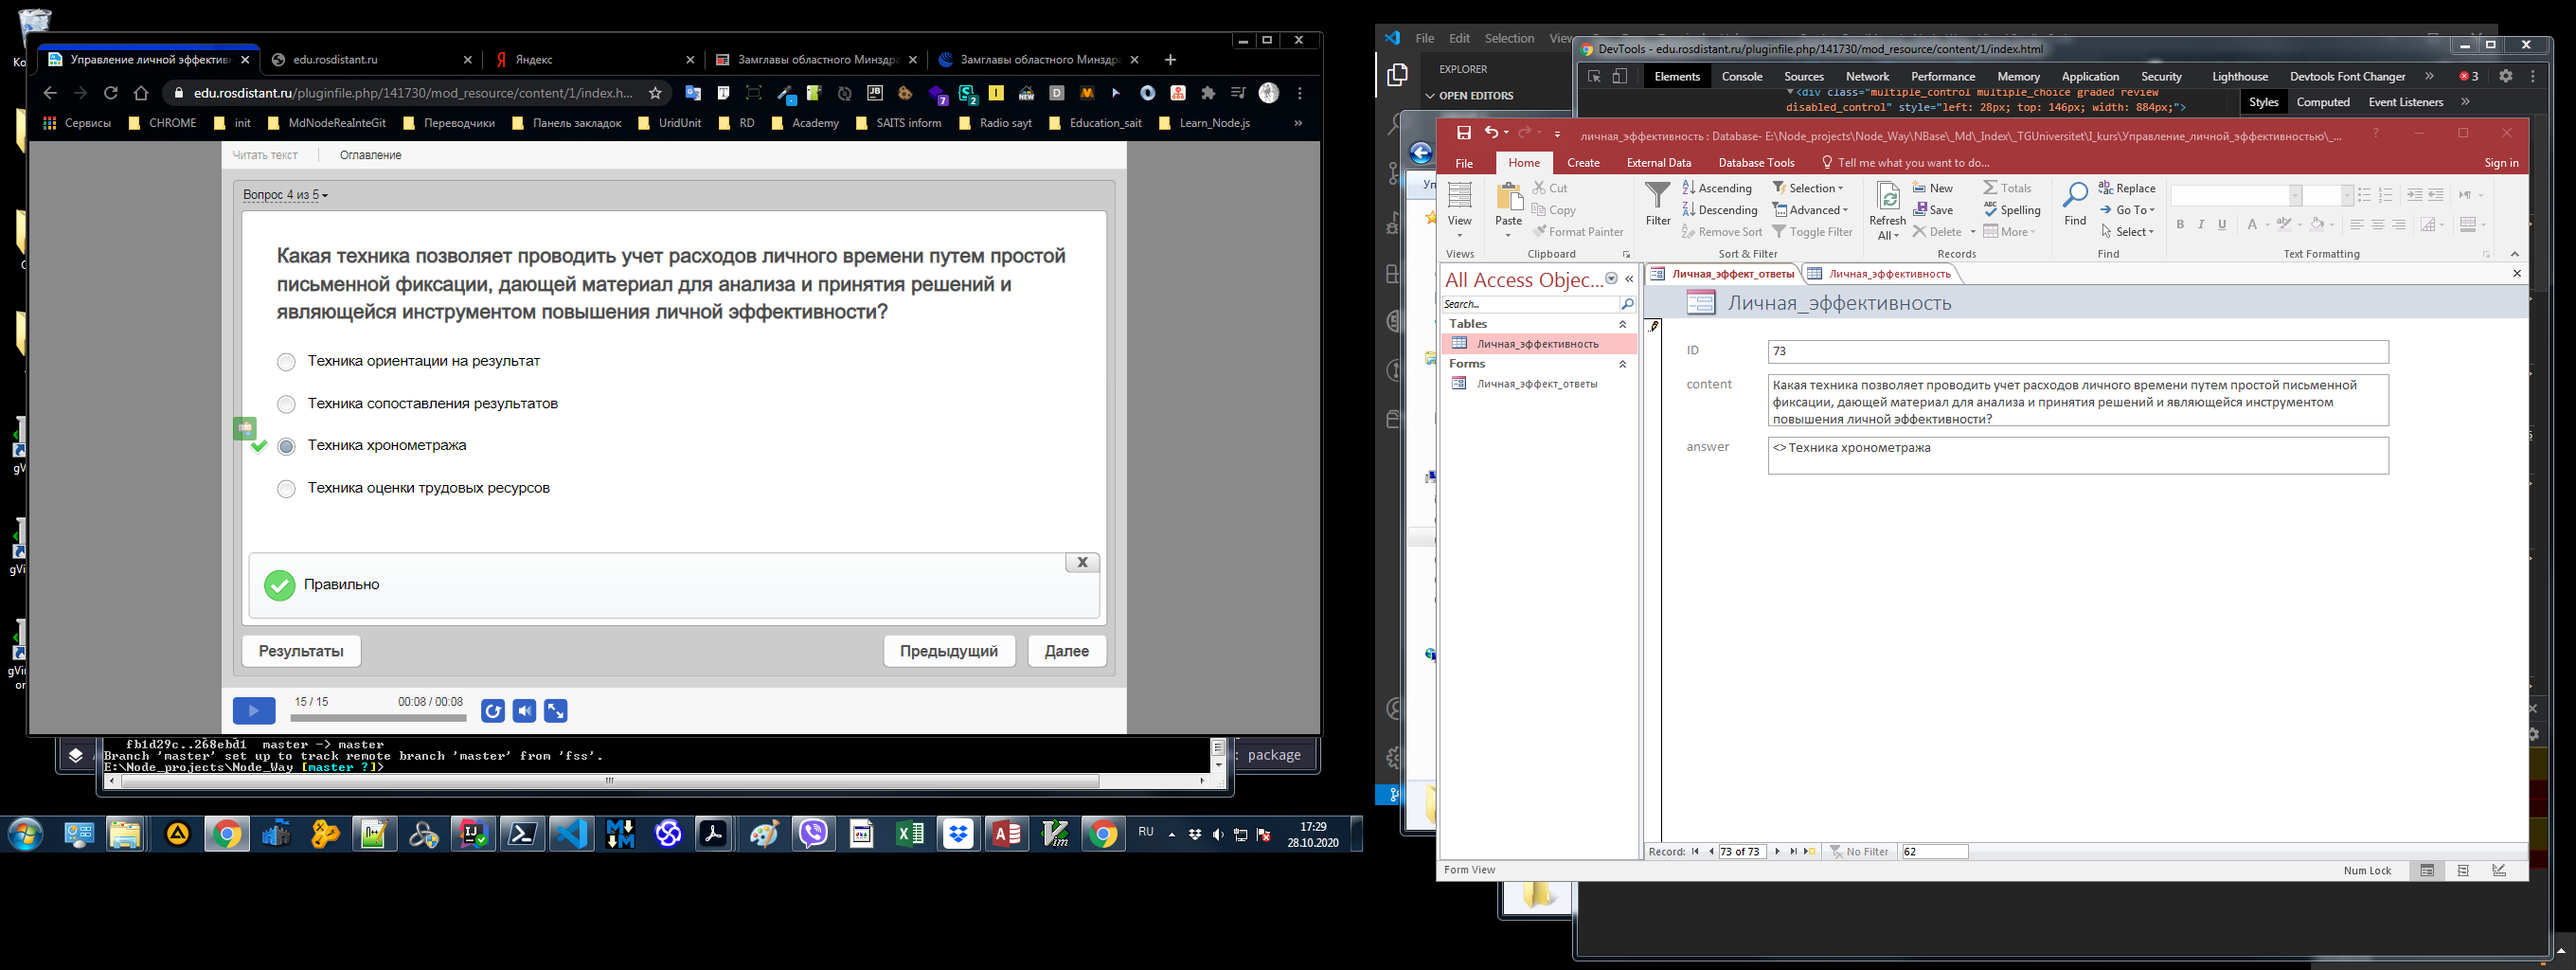 Управление личной эффектив
edu.rosdistant.ru
Яндекс
Замглавы областного Минздра
Замглавы областного Минздра
edu.rosdistant.ru/pluginfile.php/141730/mod_resource/content/1/index.h...
Сервисы
CHROME
init
MdNodeReaInteGit
Переводчики
Панель закладок
UridUnit
RD
Academy
SAITS inform
Radio sayt
Education_sait
Learn_Node.js
Читать текст
Оглавление
Вопрос 4 из 5
Какая техника позволяет проводить учет расходов личного времени путем простой
письменной фиксации, дающей материал для анализа и принятия решений и
являющейся инструментом повышения личной эффективности?
Техника ориентации на результат
Техника сопоставления результатов
Техника хронометража
Техника оценки трудовых ресурсов
Правильно
X
Результаты
Предыдущий
Далее
15 / 15
00:08 / 00:08
fb1d29c..268ebd1 master -> master
Branch 'master' set up to track remote branch 'master' from 'fss'.
E:\Node_projects\Node_Way [master ?]>
: package
RU
17:29
28.10.2020
File Edit Selection
EXPLORER
OPEN EDITORS
DevTools - edu.rosdistant.ru/pluginfile.php/141730/mod_resource/content/1/index.html
Elements Console Sources Network Performance Memory Application Security Lighthouse Devtools Font Changer
3
<div class="multiple_control multiple_choice graded review
disabled_control" style="left: 28px; top: 146px; width: 884px;">
Styles Computed Event Listeners
личная_эффективность : Database- E:\Node_projects\Node_Way\NBase\_Md\_Index\_TGUniversitet\I_kurs\Управление_личной_эффективностью\_...
File Home Create External Data Database Tools Tell me what you want to do...
Sign in
View
Views
Paste
Cut
Copy
Format Painter
Clipboard
Filter
Ascending
Descending
Remove Sort
Selection
Advanced
Toggle Filter
Sort & Filter
Refresh
All
New
Save
Delete
Totals
Spelling
More
Records
Find
Replace
Go To
Select
Find
B I U
A
Text Formatting
All Access Objec...
Search...
Tables
Личная_эффективность
Forms
Личная_эффект_ответы
Личная_эффект_ответы
Личная_эффективность
Личная_эффективность
ID
73
content
Какая техника позволяет проводить учет расходов личного времени путем простой письменной
фиксации, дающей материал для анализа и принятия решений и являющейся инструментом
повышения личной эффективности?
answer
<> Техника хронометража
Record:
73 of 73
No Filter
62
Form View
Num Lock